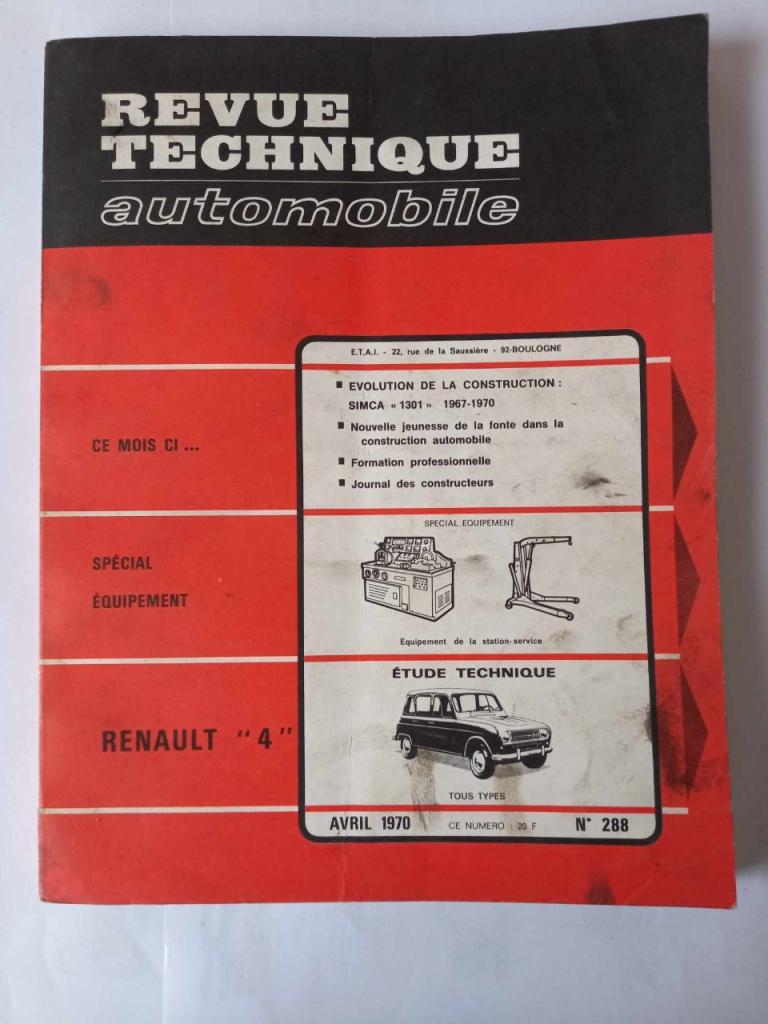 REVUE
TECHNIQUE
automobile
E.T.A.I. - 22, rue de la Saussière - 92-BOULOGNE
CE MOIS CI ...
■ EVOLUTION DE LA CONSTRUCTION :
SIMCA « 1301 » 1967-1970
■ Nouvelle jeunesse de la fonte dans la
construction automobile
■ Formation professionnelle
■ Journal des constructeurs
SPÉCIAL
ÉQUIPEMENT
SPECIAL EQUIPEMENT
Equipement de la station-service
RENAULT "4"
ÉTUDE TECHNIQUE
TOUS TYPES
AVRIL 1970 CE NUMERO : 20 F N° 288